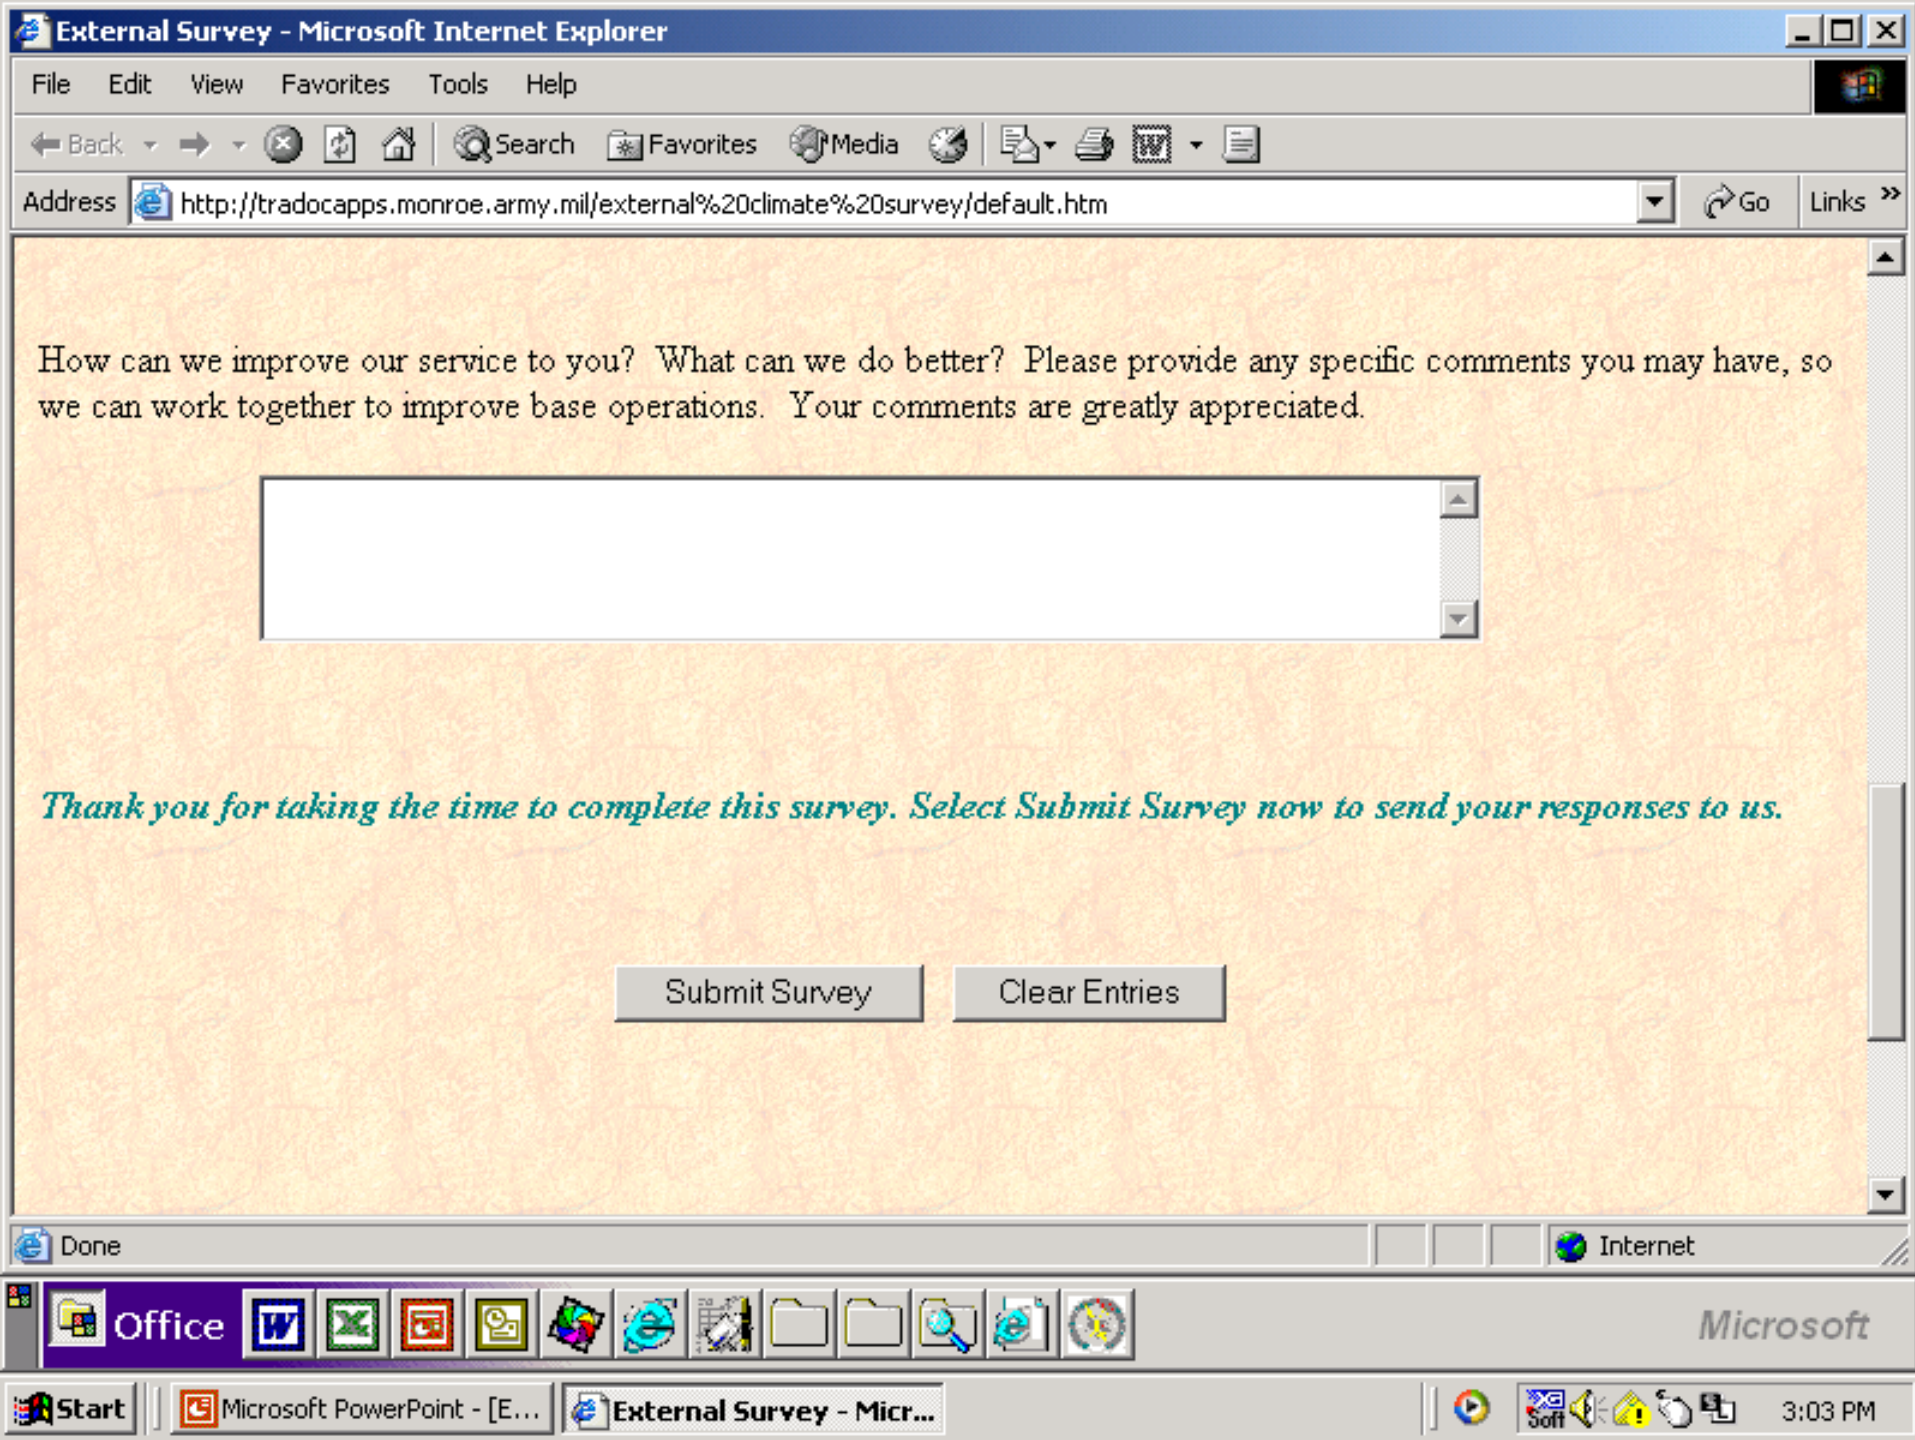 External Survey - Microsoft Internet Explorer
File Edit View Favorites Tools Help
Back Search Favorites Media
Address http://tradocapps.monroe.army.mil/external%20climate%20survey/default.htm Go Links »
How can we improve our service to you? What can we do better? Please provide any specific comments you may have, so
we can work together to improve base operations. Your comments are greatly appreciated.
Thank you for taking the time to complete this survey. Select Submit Survey now to send your responses to us.
Submit Survey Clear Entries
Done Internet
Office Microsoft
Start Microsoft PowerPoint - [E... External Survey - Micr... Soft 3:03 PM